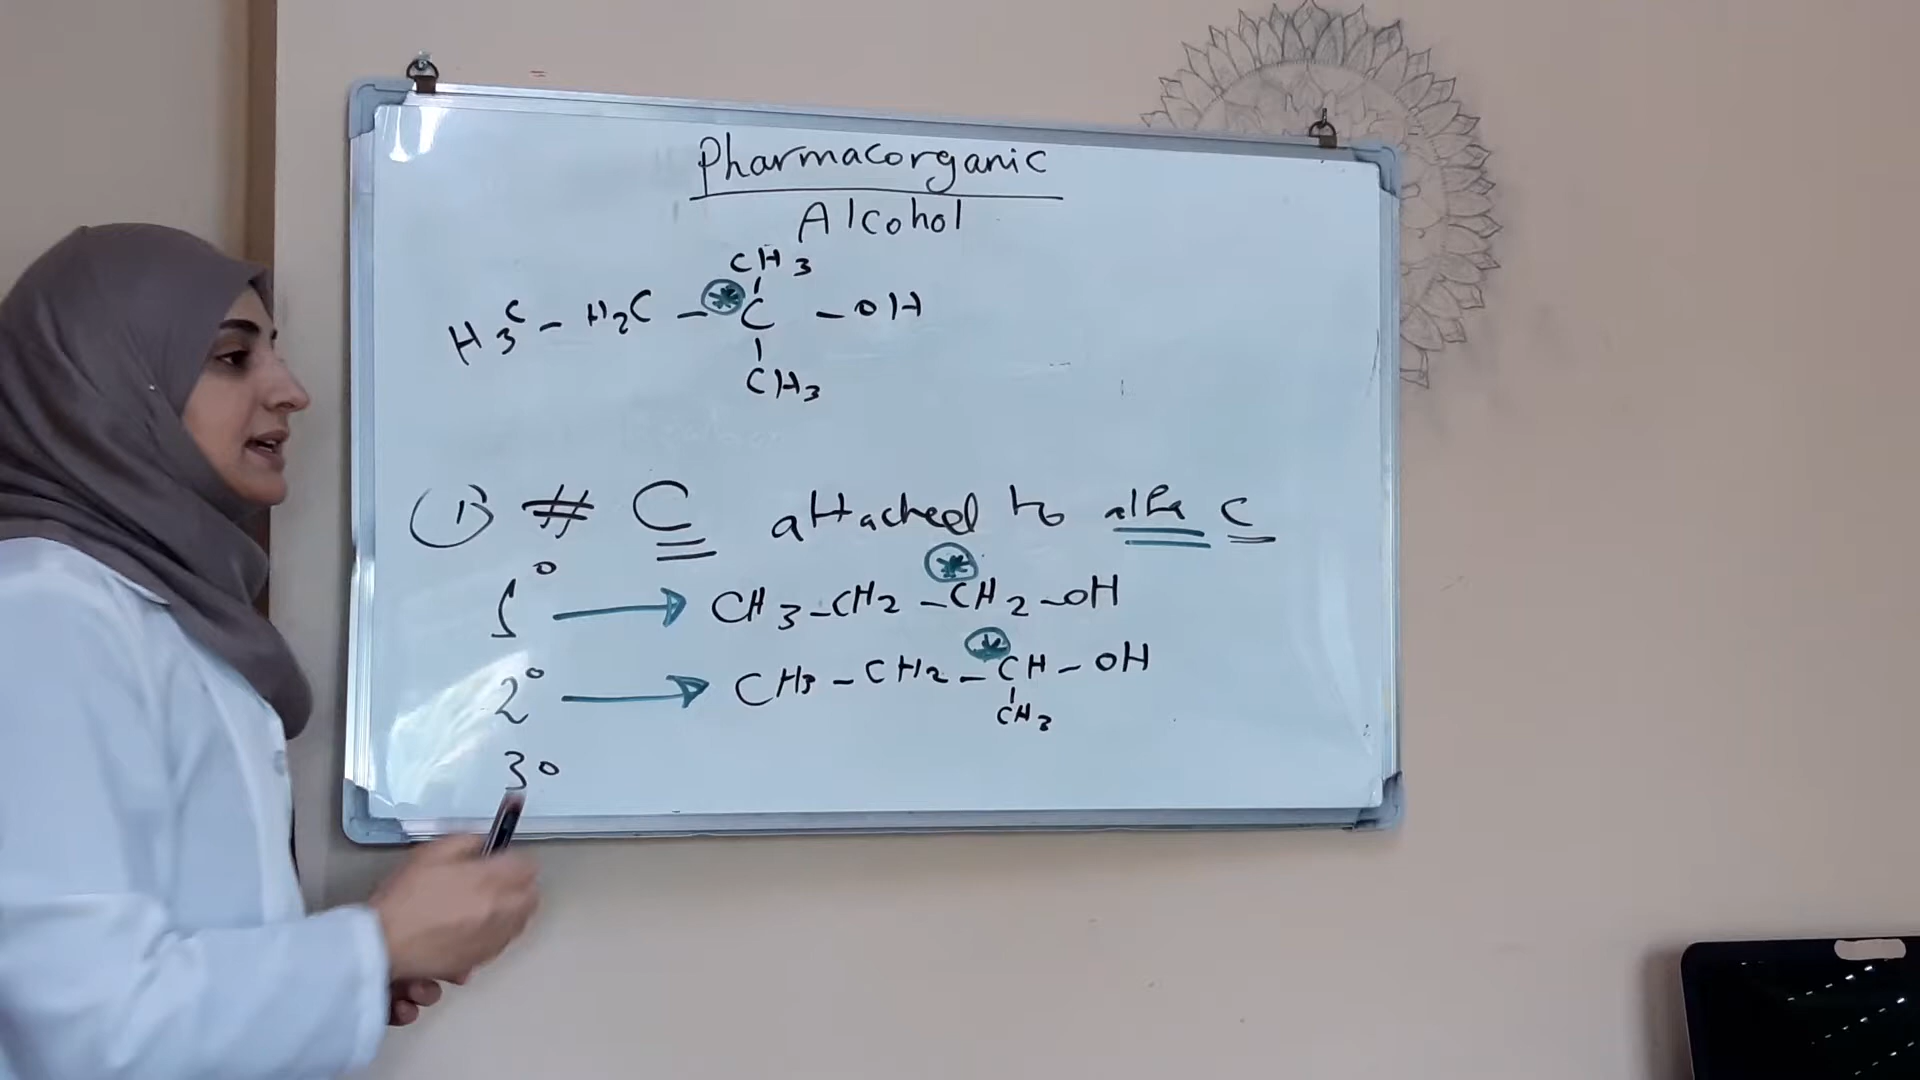 Pharmacorganic
Alcohol
CH3
H3C - H2C - * C - OH
CH3
1) # C attached to alfa C
*
1° → CH3 - CH2 - CH2 - OH
*
2° → CH3 - CH2 - CH - OH
CH3
3°